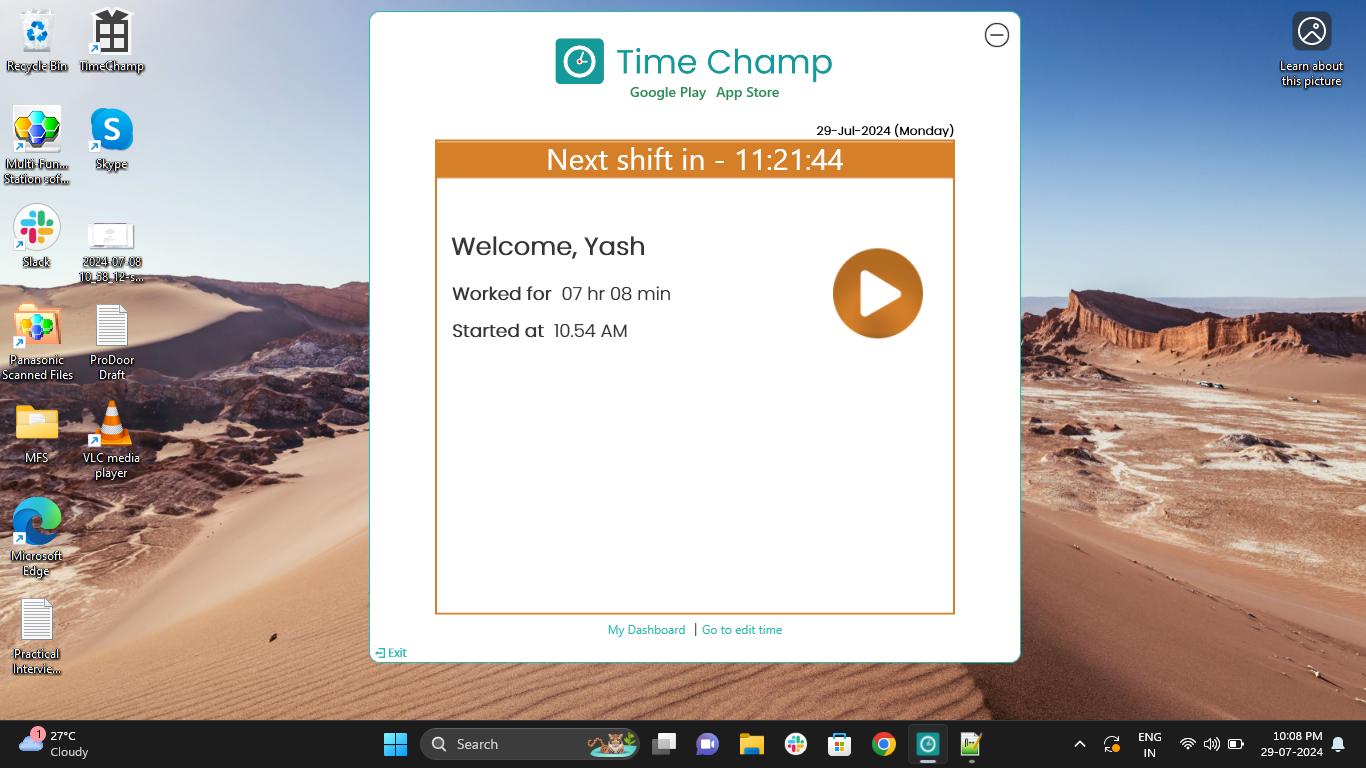 Recycle Bin
TimeChamp
Multi-Fun...
Station sof...
Skype
Slack
2024-07-08
10_58_12-s...
Panasonic
Scanned Files
ProDoor
Draft
MFS
VLC media
player
Microsoft
Edge
Practical
Intervie...
Time Champ
Google Play App Store
29-Jul-2024 (Monday)
Next shift in - 11:21:44
Welcome, Yash
Worked for 07 hr 08 min
Started at 10.54 AM
My Dashboard | Go to edit time
Exit
Learn about
this picture
1
27°C
Cloudy
Search
ENG
IN
10:08 PM
29-07-2024